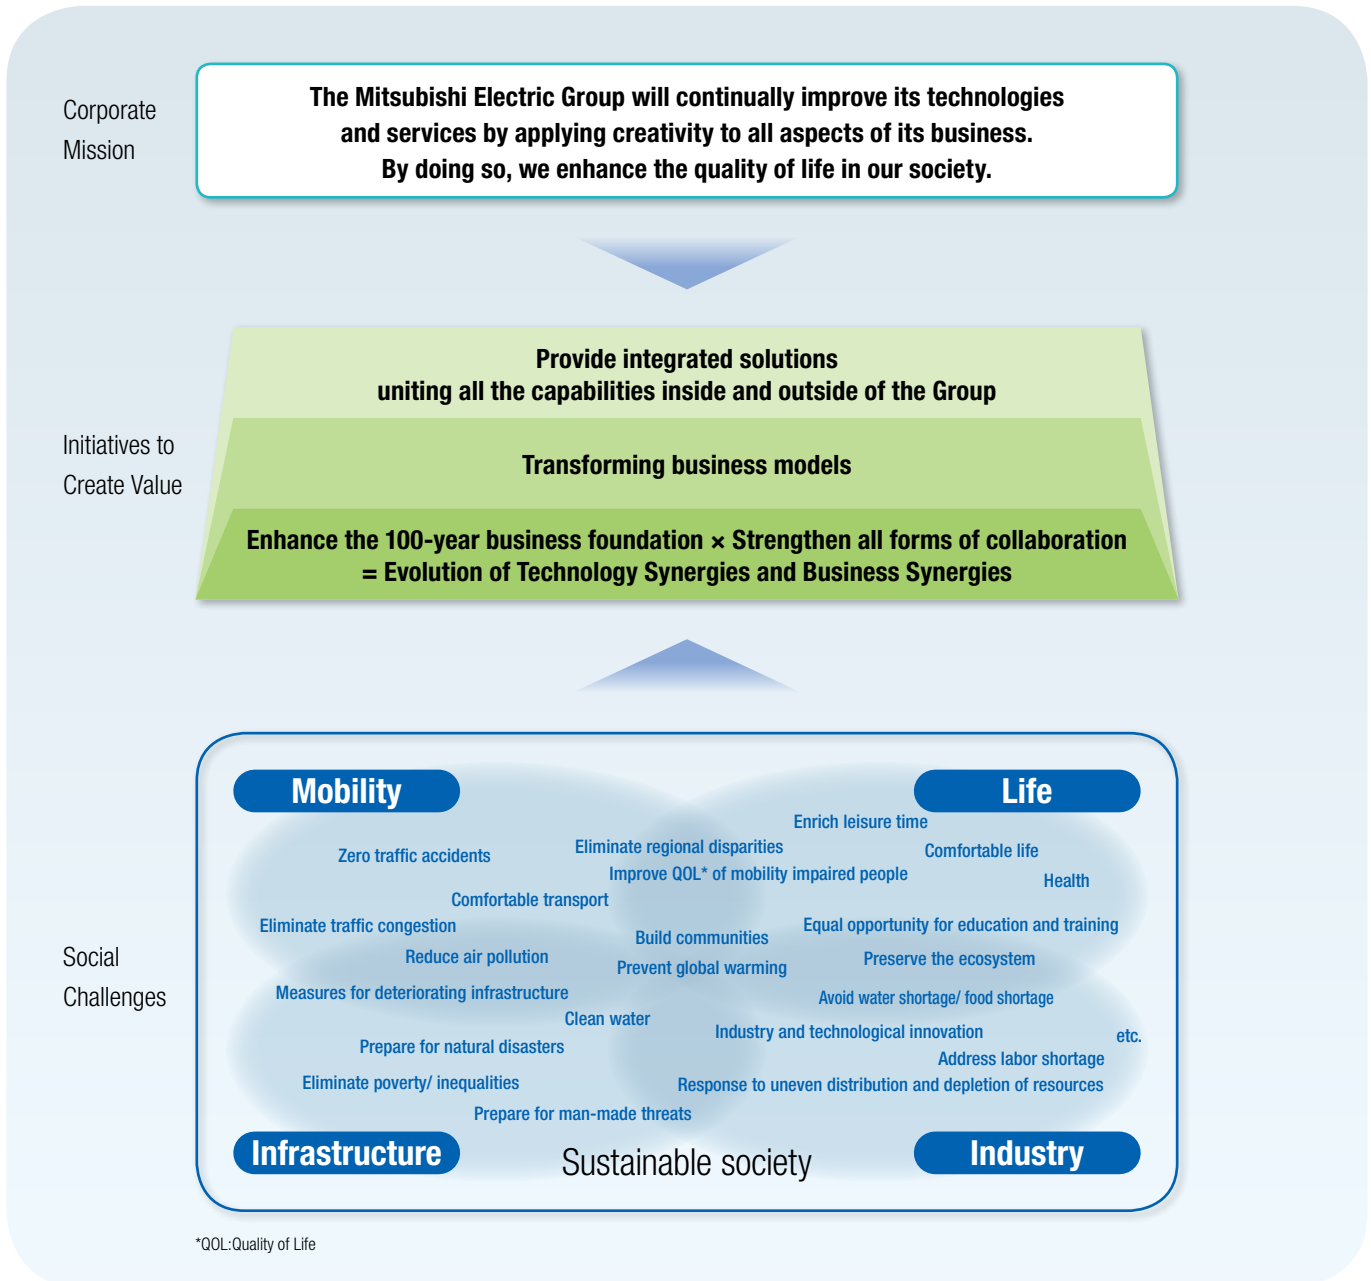 Corporate
Mission
The Mitsubishi Electric Group will continually improve its technologies
and services by applying creativity to all aspects of its business.
By doing so, we enhance the quality of life in our society.
Initiatives to
Create Value
Provide integrated solutions
uniting all the capabilities inside and outside of the Group
Transforming business models
Enhance the 100-year business foundation × Strengthen all forms of collaboration
= Evolution of Technology Synergies and Business Synergies
Social
Challenges
Mobility
Life
Enrich leisure time
Eliminate regional disparities
Comfortable life
Zero traffic accidents
Improve QOL* of mobility impaired people
Health
Comfortable transport
Eliminate traffic congestion
Equal opportunity for education and training
Build communities
Reduce air pollution
Preserve the ecosystem
Prevent global warming
Measures for deteriorating infrastructure
Avoid water shortage/ food shortage
Clean water
Industry and technological innovation
etc.
Prepare for natural disasters
Address labor shortage
Eliminate poverty/ inequalities
Response to uneven distribution and depletion of resources
Prepare for man-made threats
Infrastructure
Sustainable society
Industry
*QOL:Quality of Life